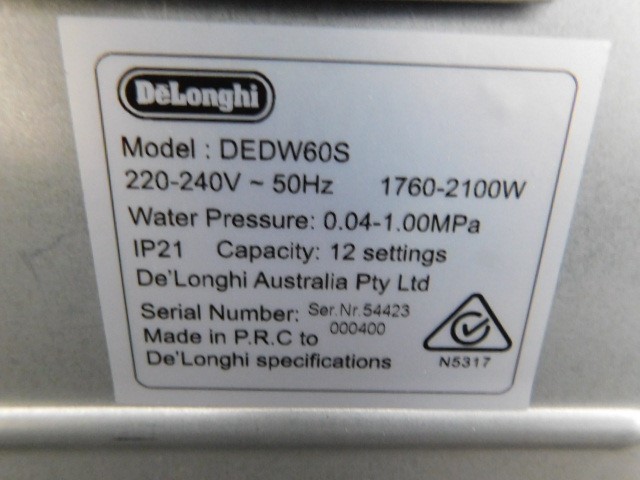 DeLonghi
Model : DEDW60S
220-240V ~ 50Hz 1760-2100W
Water Pressure: 0.04-1.00MPa
IP21 Capacity: 12 settings
De'Longhi Australia Pty Ltd
Serial Number: Ser.Nr.54423
000400
Made in P.R.C to
De'Longhi specifications
N5317